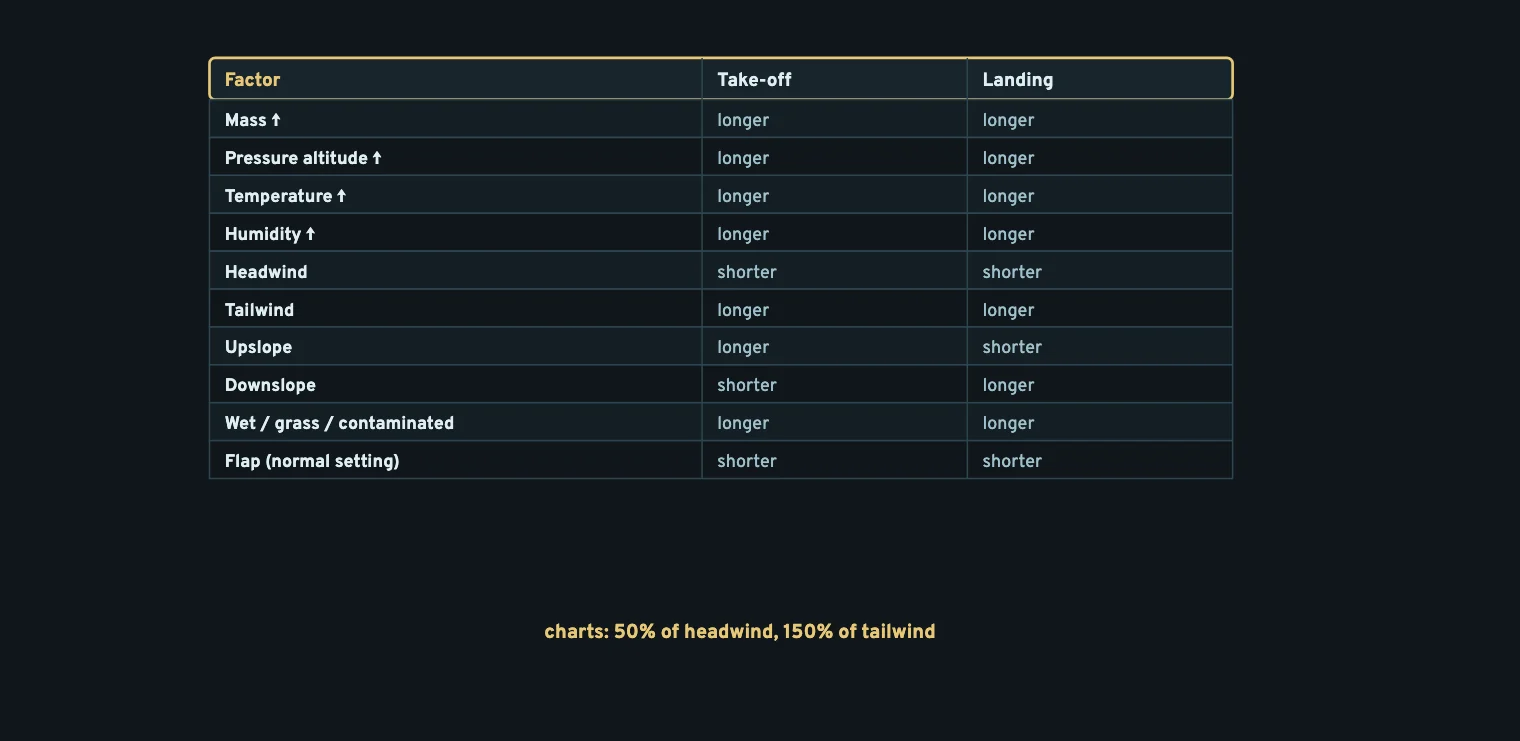 Factor Take-off Landing
Mass ↑ longer longer
Pressure altitude ↑ longer longer
Temperature ↑ longer longer
Humidity ↑ longer longer
Headwind shorter shorter
Tailwind longer longer
Upslope longer shorter
Downslope shorter longer
Wet / grass / contaminated longer longer
Flap (normal setting) shorter shorter
charts: 50% of headwind, 150% of tailwind